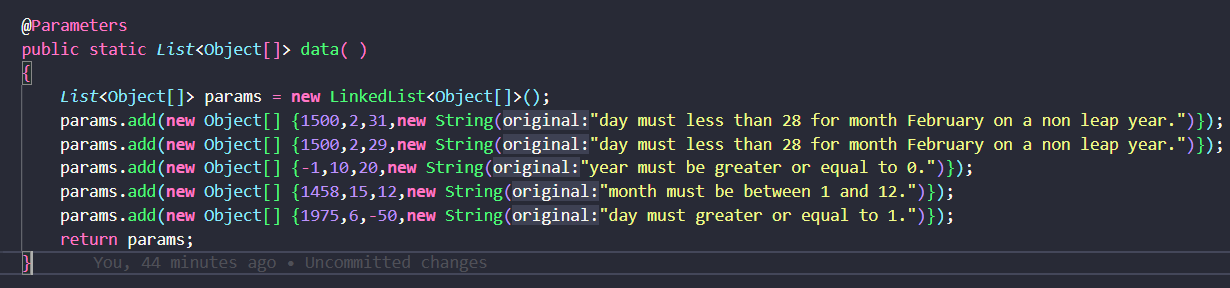 @Parameters
public static List<Object[]> data( )
{
List<Object[]> params = new LinkedList<Object[]>();
params.add(new Object[] {1500,2,31,new String(original:"day must less than 28 for month February on a non leap year.")});
params.add(new Object[] {1500,2,29,new String(original:"day must less than 28 for month February on a non leap year.")});
params.add(new Object[] {-1,10,20,new String(original:"year must be greater or equal to 0.")});
params.add(new Object[] {1458,15,12,new String(original:"month must be between 1 and 12.")});
params.add(new Object[] {1975,6,-50,new String(original:"day must greater or equal to 1.")});
return params;
} You, 44 minutes ago • Uncommitted changes